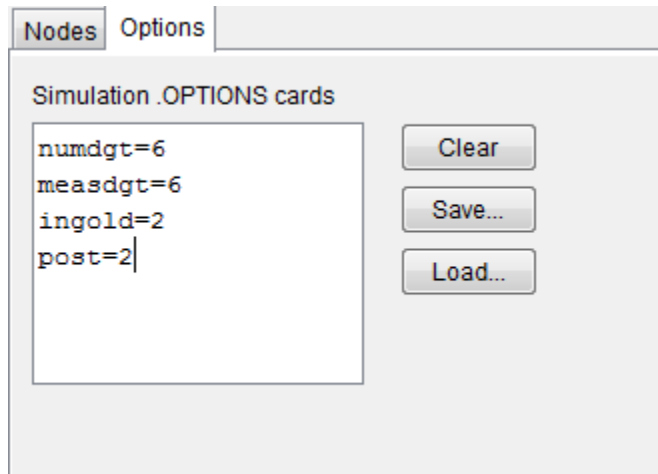 Nodes Options
Simulation .OPTIONS cards
numdgt=6
measdgt=6
ingold=2
post=2
Clear
Save...
Load...